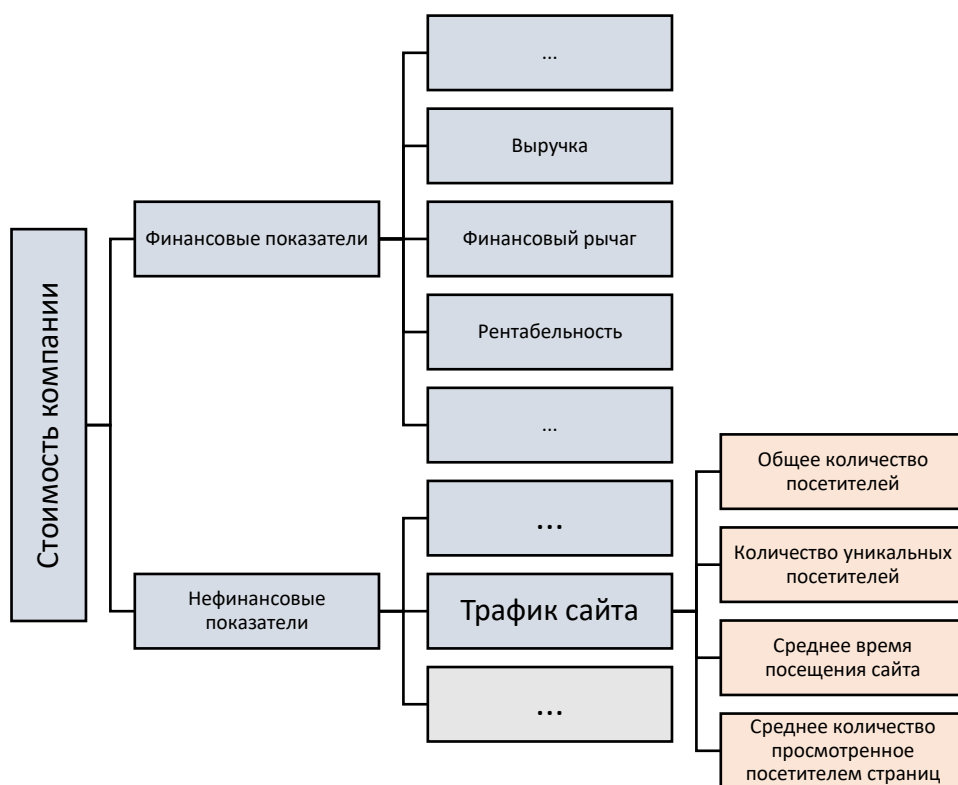 Стоимость компании
Финансовые показатели
...
Выручка
Финансовый рычаг
Рентабельность
...
Нефинансовые
показатели
...
Трафик сайта
...
Общее количество
посетителей
Количество уникальных
посетителей
Среднее время
посещения сайта
Среднее количество
просмотренное
посетителем страниц